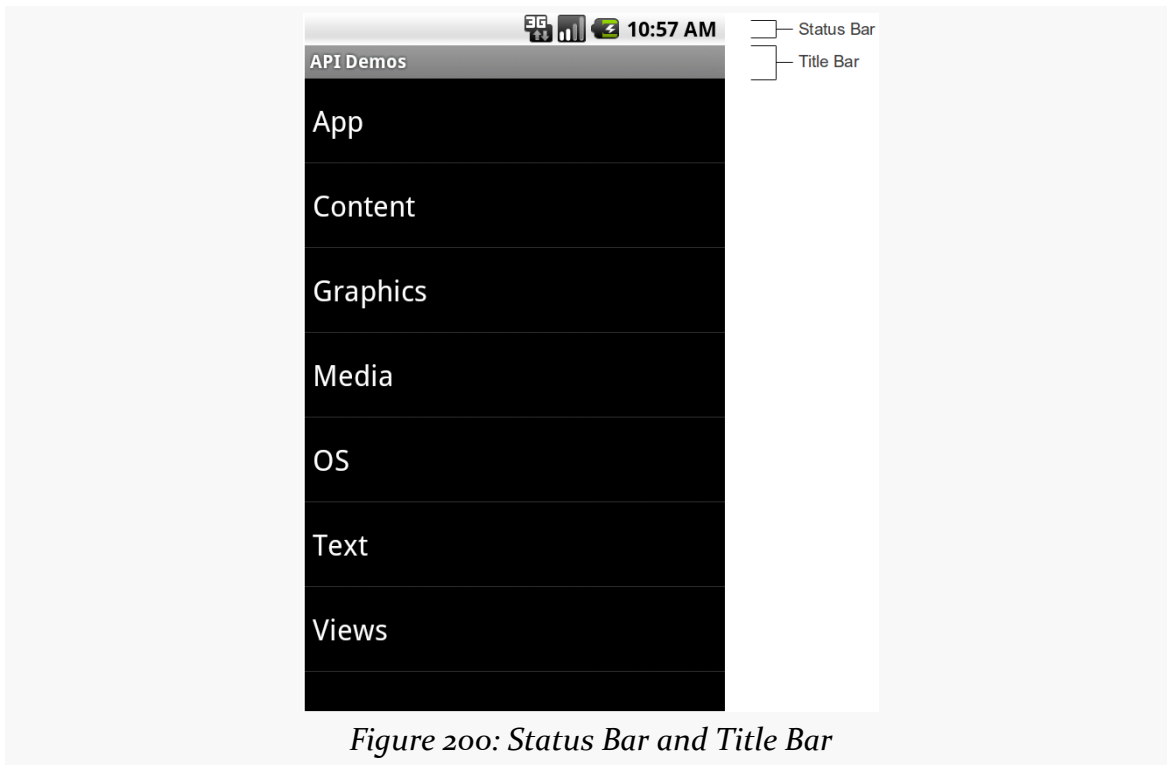 3G 10:57 AM
Status Bar
API Demos
Title Bar
App
Content
Graphics
Media
OS
Text
Views
Figure 200: Status Bar and Title Bar